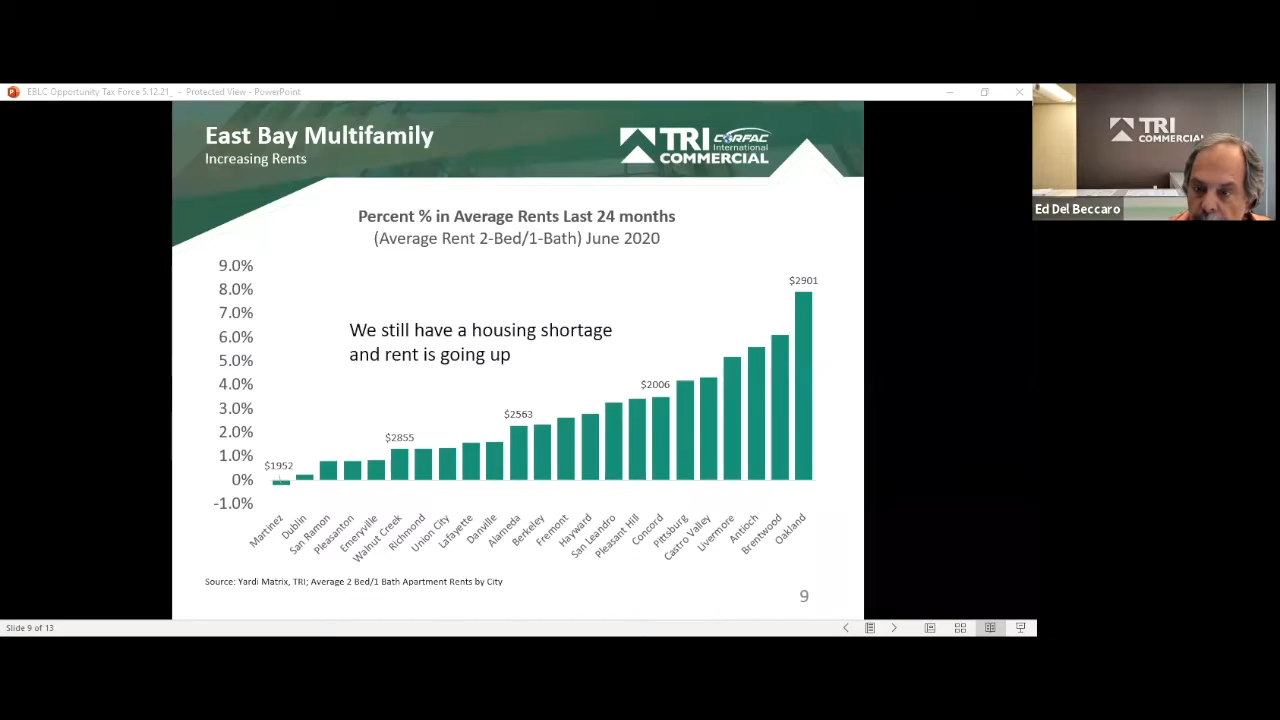 EBLC Opportunity Tax Force 5.12.21_ - Protected View - PowerPoint
East Bay Multifamily
Increasing Rents
TRI
COMMERCIAL
CORFAC
International
TRI
COMMERCIAL
Ed Del Beccaro
Percent % in Average Rents Last 24 months
(Average Rent 2-Bed/1-Bath) June 2020
9.0%
8.0%
7.0%
6.0%
5.0%
4.0%
3.0%
2.0%
1.0%
0%
-1.0%
We still have a housing shortage
and rent is going up
$1952
$2855
$2563
$2006
$2901
Martinez
Dublin
San Ramon
Pleasanton
Emeryville
Walnut Creek
Richmond
Union City
Lafayette
Danville
Alameda
Berkeley
Fremont
Hayward
San Leandro
Pleasant Hill
Concord
Pittsburg
Castro Valley
Livermore
Antioch
Brentwood
Oakland
Source: Yardi Matrix, TRI; Average 2 Bed/1 Bath Apartment Rents by City
9
Slide 9 of 13